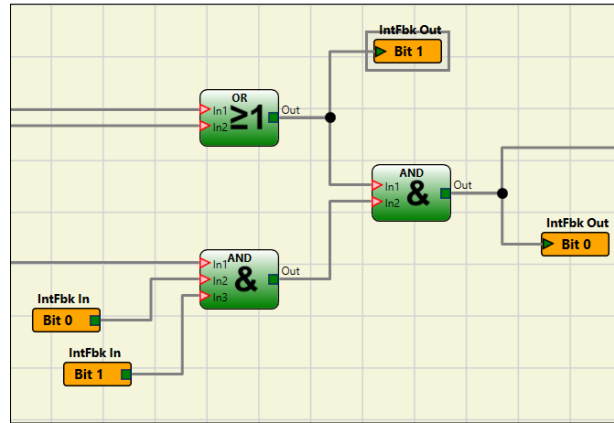 IntFbk Out
Bit 1
OR
In1
≥1
Out
In2
AND
In1
&
Out
In2
IntFbk Out
Bit 0
AND
In1
&
Out
In2
In3
IntFbk In
Bit 0
IntFbk In
Bit 1